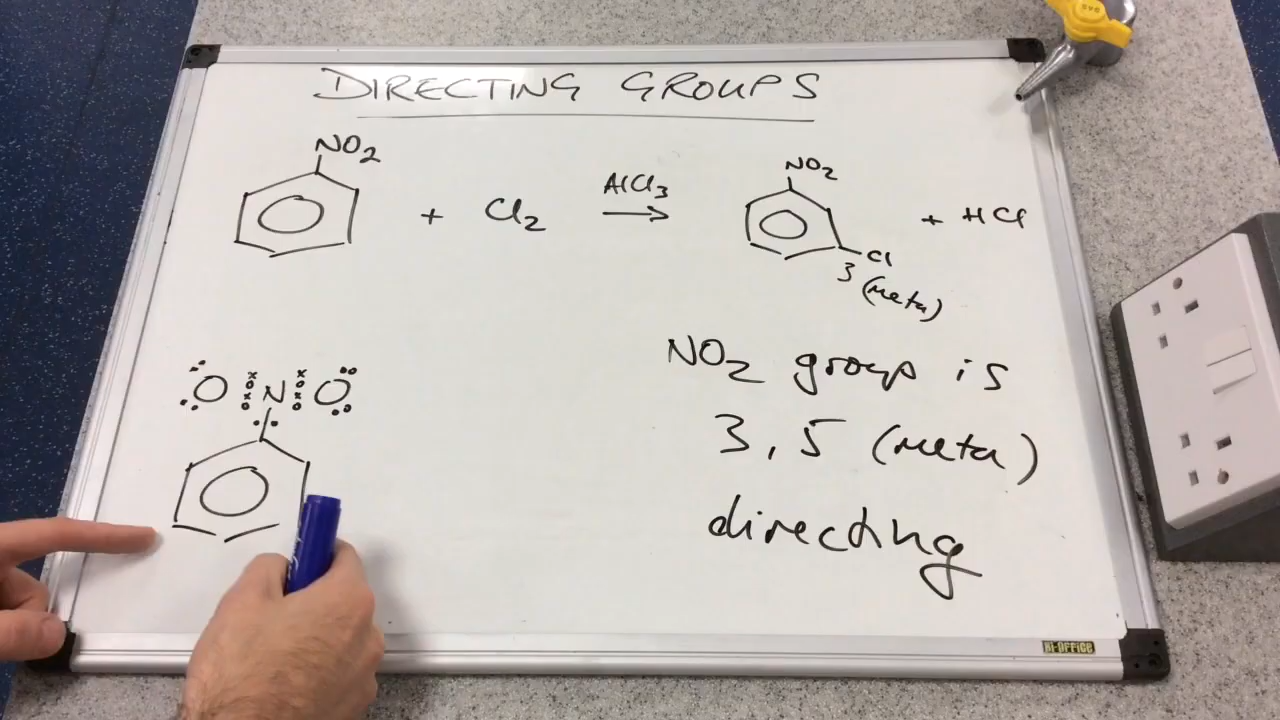 DIRECTING GROUPS
NO2
+ Cl2
AlCl3
NO2
Cl
3 (meta)
+ HCl
O N O
NO2 group is
3, 5 (meta)
directing
Bi-OFFiCE